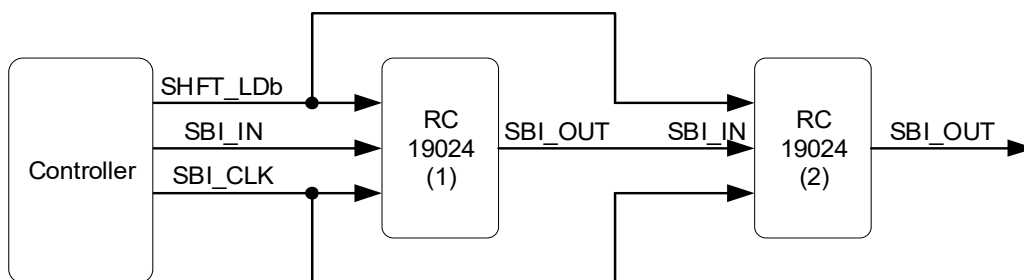 SHFT_LDb
SBI_IN
SBI_CLK
Controller
RC
19024
(1)
SBI_OUT
SBI_IN
RC
19024
(2)
SBI_OUT